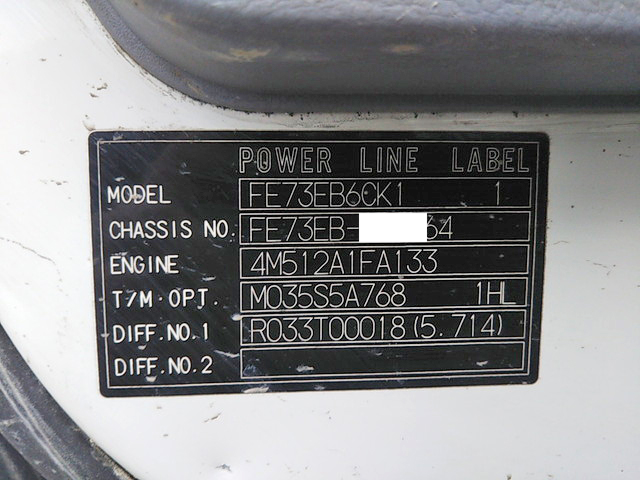 POWER LINE LABEL
MODEL FE73EB6CK1 1
CHASSIS NO. FE73EB- 64
ENGINE 4M512A1FA133
T/M·OPT. M035S5A768 1HL
DIFF.NO.1 R033T00018(5.714)
DIFF.NO.2